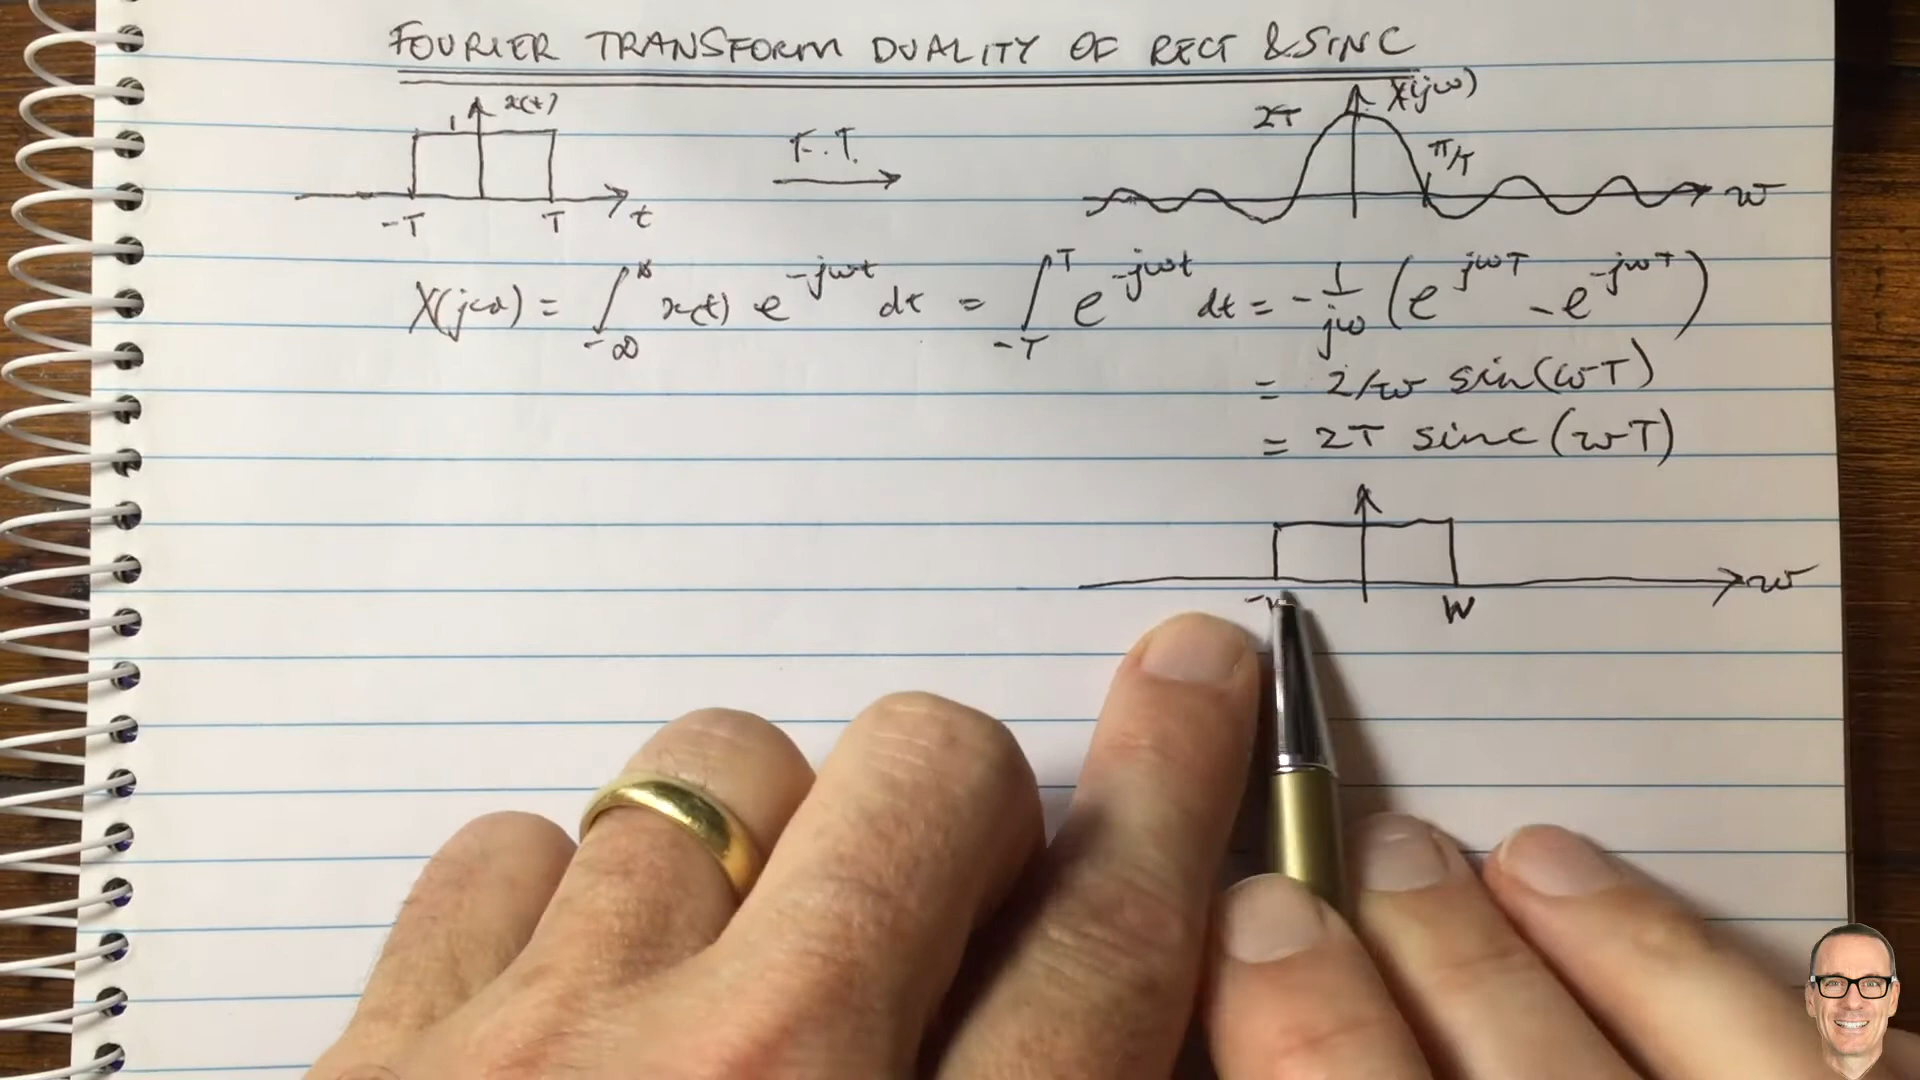 FOURIER TRANSFORM DUALITY OF RECT & SINC
1 x(t)
-T T t
F.T.
2T X(jω)
π/T
ω
X(jω) = ∫_{-∞}^{∞} x(t) e^{-jωt} dt = ∫_{-T}^{T} e^{-jωt} dt = -1/jω (e^{jωT} - e^{-jωT})
= 2/ω sin(ωT)
= 2T sinc(ωT)
-W W ω